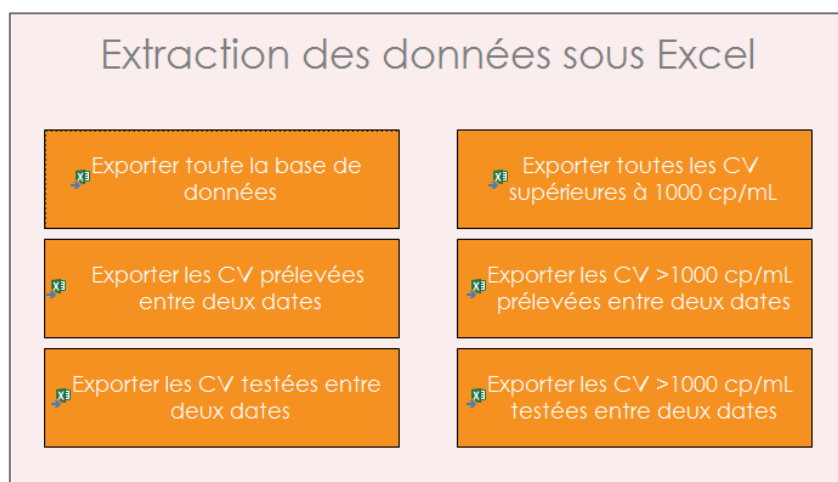 Extraction des données sous Excel
Exporter toute la base de
données
Exporter toutes les CV
supérieures à 1000 cp/mL
Exporter les CV prélevées
entre deux dates
Exporter les CV >1000 cp/mL
prélevées entre deux dates
Exporter les CV testées entre
deux dates
Exporter les CV >1000 cp/mL
testées entre deux dates